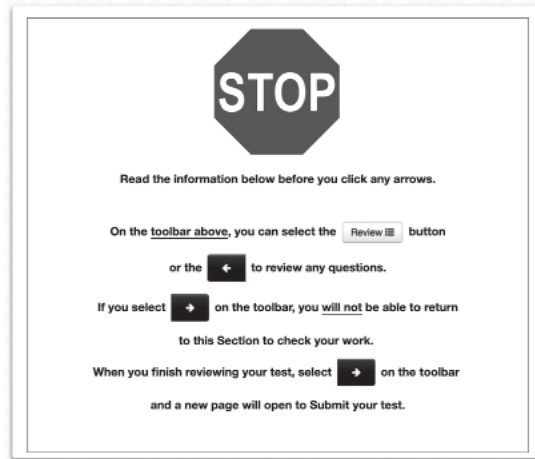 STOP
Read the information below before you click any arrows.
On the toolbar above, you can select the Review button
or the ← to review any questions.
If you select → on the toolbar, you will not be able to return
to this Section to check your work.
When you finish reviewing your test, select → on the toolbar
and a new page will open to Submit your test.